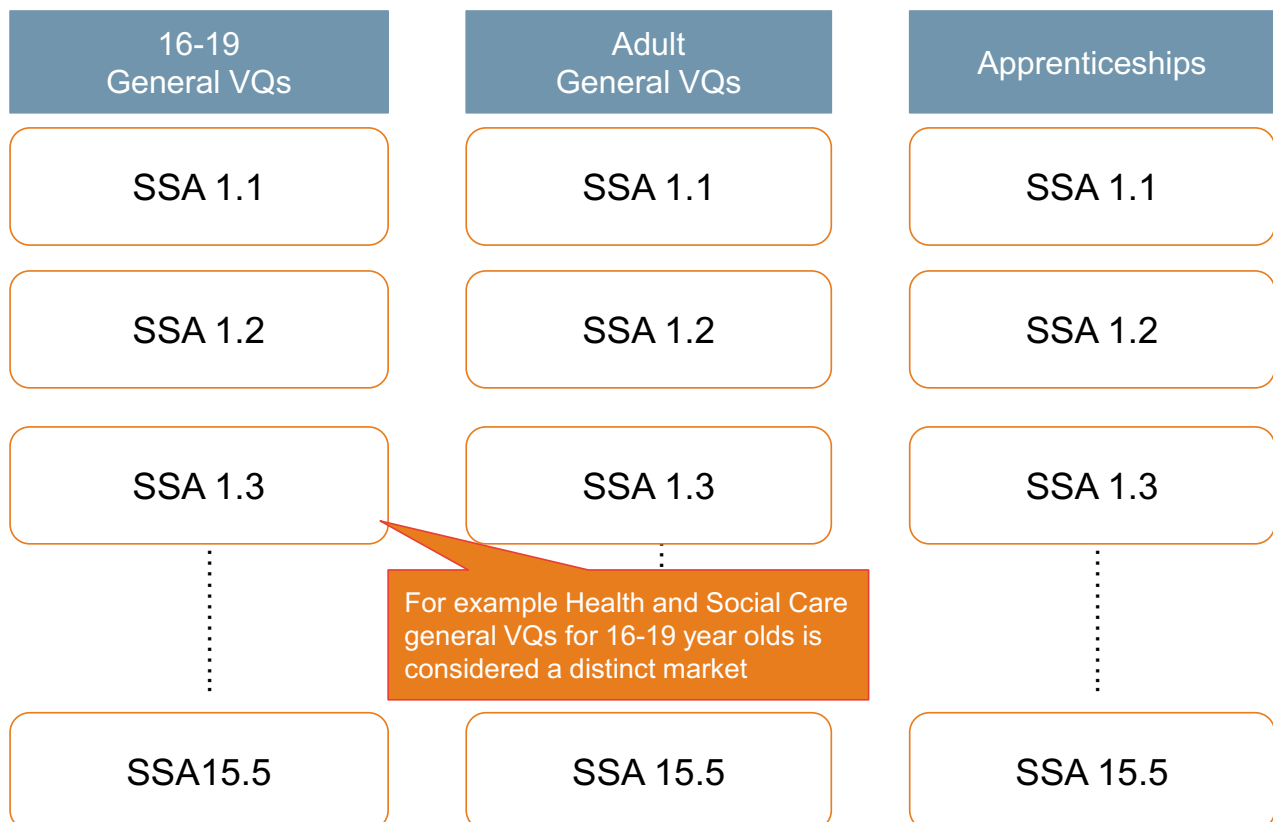 16-19
General VQs
Adult
General VQs
Apprenticeships
SSA 1.1
SSA 1.1
SSA 1.1
SSA 1.2
SSA 1.2
SSA 1.2
SSA 1.3
SSA 1.3
SSA 1.3
For example Health and Social Care
general VQs for 16-19 year olds is
considered a distinct market
SSA15.5
SSA 15.5
SSA 15.5